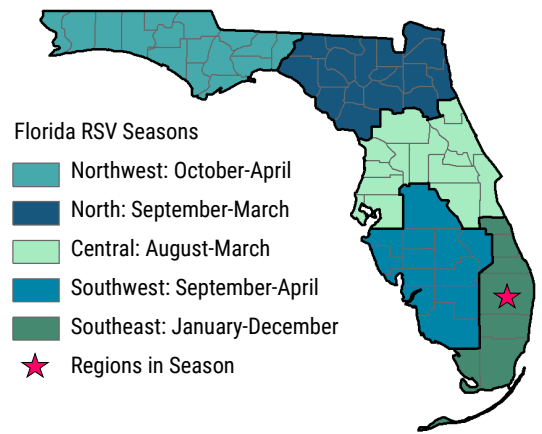 Florida RSV Seasons
Northwest: October-April
North: September-March
Central: August-March
Southwest: September-April
Southeast: January-December
Regions in Season